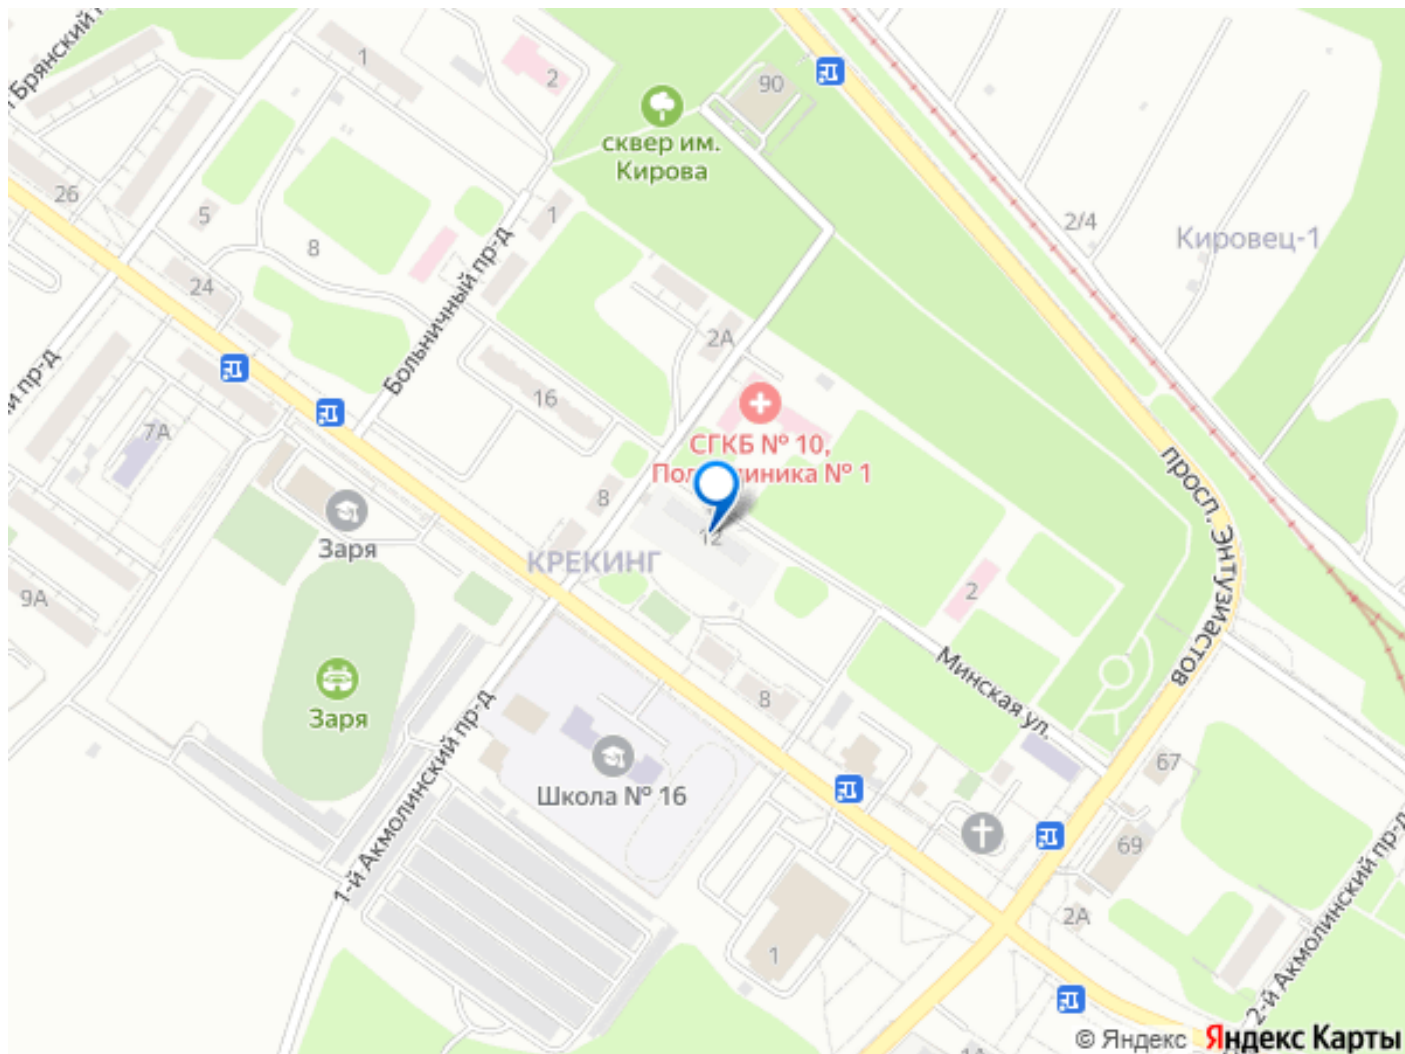 Брянский пр-д
1
2
90
сквер им.
Кирова
26
5
1
2/4
8
Кировец-1
24
Больничный пр-д
2А
16
7А
СГКБ № 10,
Поликлиника № 1
просп. Энтузиастов
8
Заря
12
КРЕКИНГ
9А
2
Минская ул.
8
Заря
1-й Акмолинский пр-д
Школа № 16
67
69
2А
1
2-й Акмолинский пр-д
© Яндекс Яндекс Карты